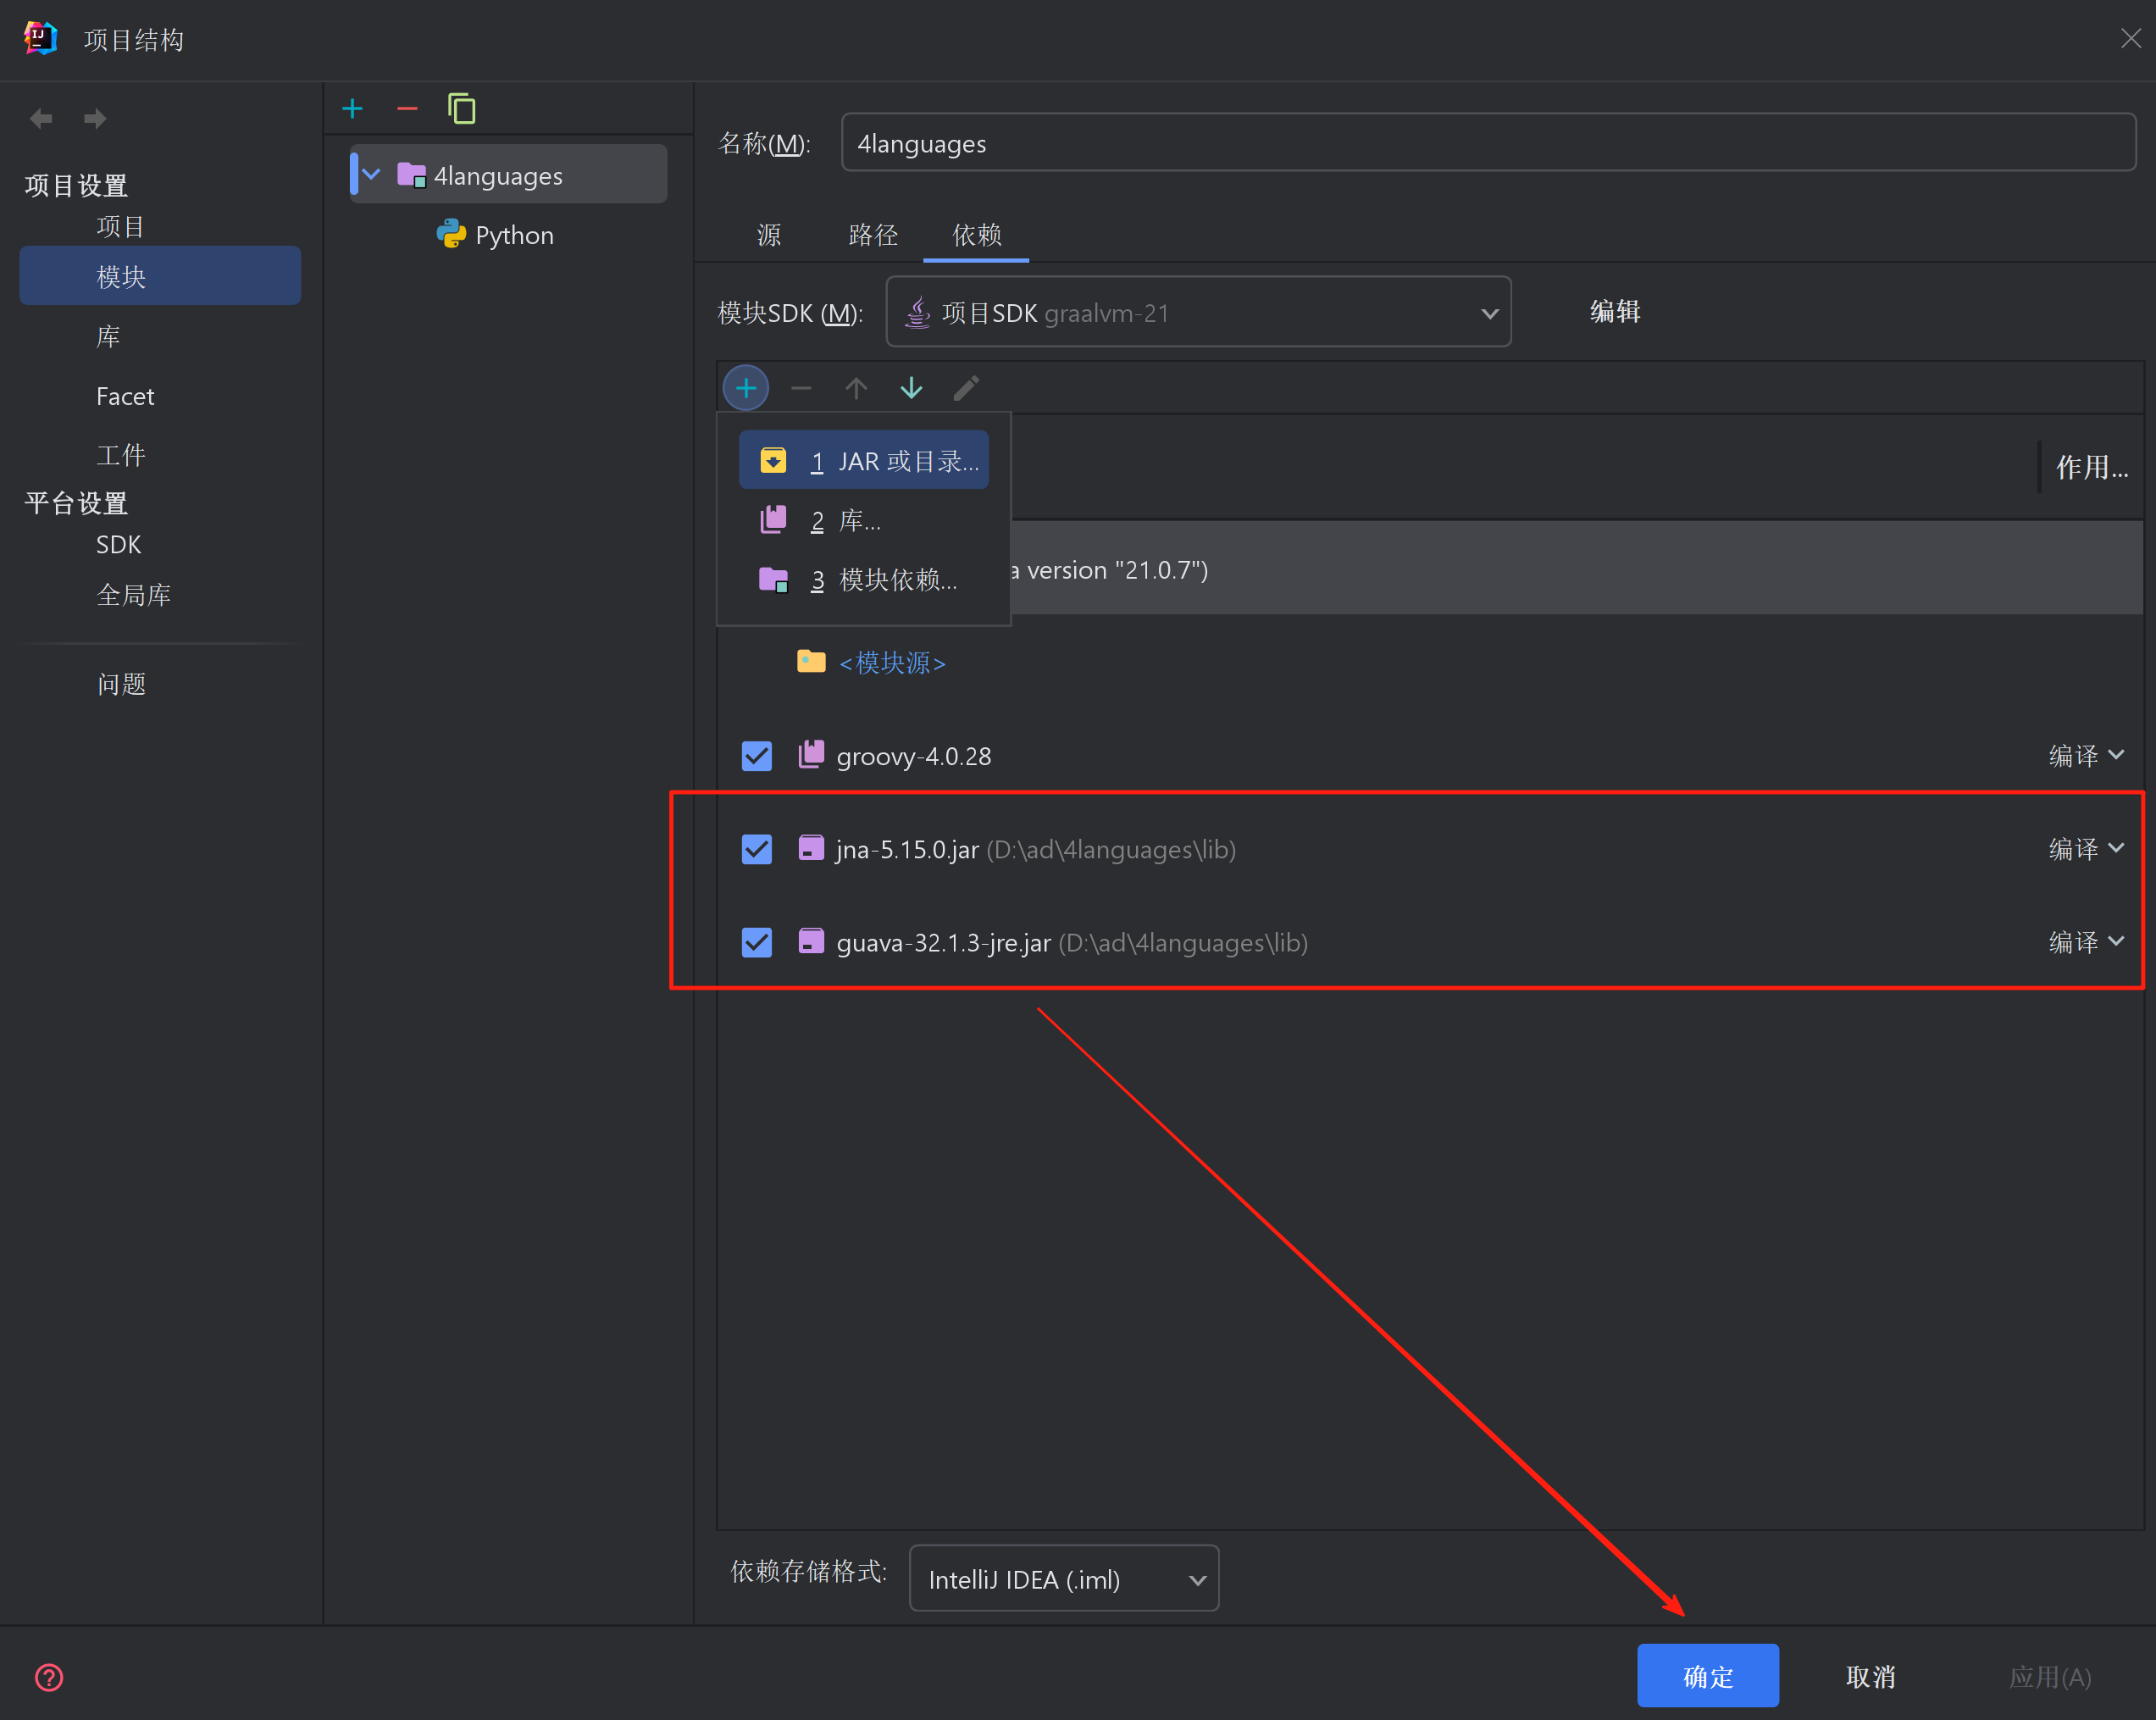 项目结构
项目设置
项目
模块
库
Facet
工件
平台设置
SDK
全局库
问题
4languages
Python
名称(M):
4languages
源 路径 依赖
模块SDK (M):
项目SDK graalvm-21
编辑
1 JAR 或目录...
2 库...
3 模块依赖...
作用...
a version "21.0.7")
<模块源>
groovy-4.0.28 编译
jna-5.15.0.jar (D:\ad\4languages\lib) 编译
guava-32.1.3-jre.jar (D:\ad\4languages\lib) 编译
依赖存储格式:
IntelliJ IDEA (.iml)
确定 取消 应用(A)